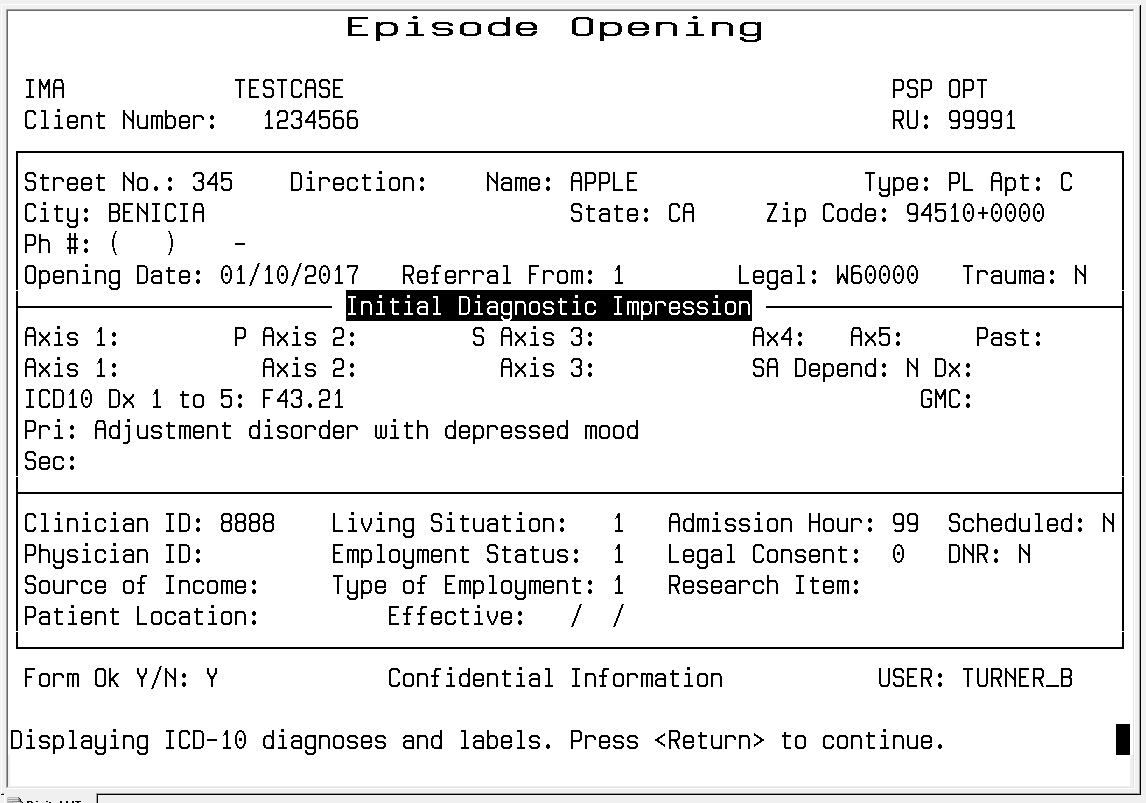 Episode Opening
IMA TESTCASE PSP OPT
Client Number: 1234566 RU: 99991
Street No.: 345 Direction: Name: APPLE Type: PL Apt: C
City: BENICIA State: CA Zip Code: 94510+0000
Ph #: ( ) -
Opening Date: 01/10/2017 Referral From: 1 Legal: W60000 Trauma: N
Initial Diagnostic Impression
Axis 1: P Axis 2: S Axis 3: Ax4: Ax5: Past:
Axis 1: Axis 2: Axis 3: SA Depend: N Dx:
ICD10 Dx 1 to 5: F43.21 GMC:
Pri: Adjustment disorder with depressed mood
Sec:
Clinician ID: 8888 Living Situation: 1 Admission Hour: 99 Scheduled: N
Physician ID: Employment Status: 1 Legal Consent: 0 DNR: N
Source of Income: Type of Employment: 1 Research Item:
Patient Location: Effective: / /
Form Ok Y/N: Y Confidential Information USER: TURNER_B
Displaying ICD-10 diagnoses and labels. Press <Return> to continue.